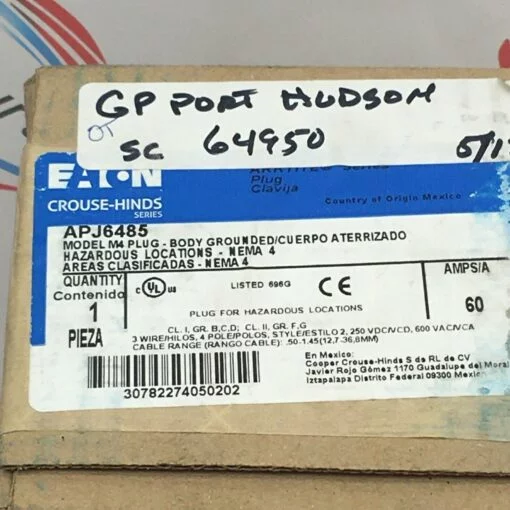 GP PORT HUDSON
SC 64950 5/1
Series
Plug
Clavija
Country of Origin Mexico
EATON
CROUSE-HINDS
SERIES
APJ6485
MODEL M4 PLUG - BODY GROUNDED/CUERPO ATERRIZADO
HAZARDOUS LOCATIONS - NEMA 4
AREAS CLASIFICADAS - NEMA 4
QUANTITY
Contenido
1
PIEZA
c UL us LISTED 696G CE
AMPS/A
60
PLUG FOR HAZARDOUS LOCATIONS
CL. I, GR. B,C,D; CL. II, GR. F,G
3 WIRE/HILOS, 4 POLE/POLOS, STYLE/ESTILO 2, 250 VDC/VCD, 600 VAC/VCA
CABLE RANGE (RANGO CABLE): .50-1.45(12,7-36,8MM)
30782274050202
En Mexico:
Cooper Crouse-Hinds S de RL de CV
Javier Rojo Gómez 1170 Guadalupe del Moral
Iztapalapa Distrito Federal 09300 Mexico